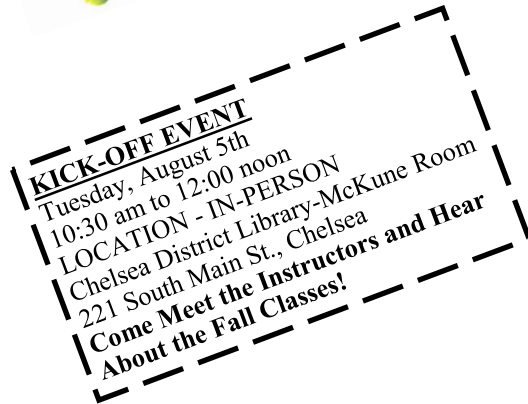 KICK-OFF EVENT
Tuesday, August 5th
10:30 am to 12:00 noon
LOCATION - IN-PERSON
Chelsea District Library-McKune Room
221 South Main St., Chelsea
Come Meet the Instructors and Hear
About the Fall Classes!